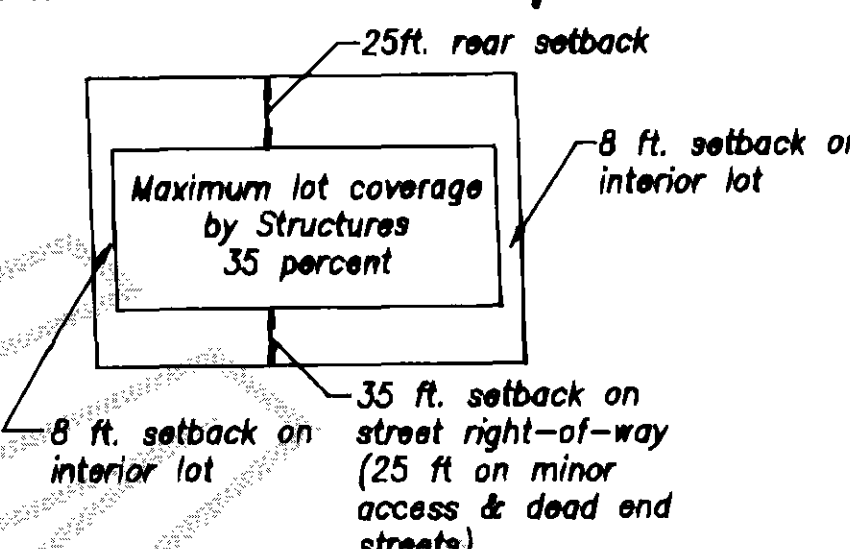 25ft. rear setback
8 ft. setback on
interior lot
Maximum lot coverage
by Structures
35 percent
8 ft. setback on
interior lot
35 ft. setback on
street right-of-way
(25 ft on minor
access & dead end
streets)